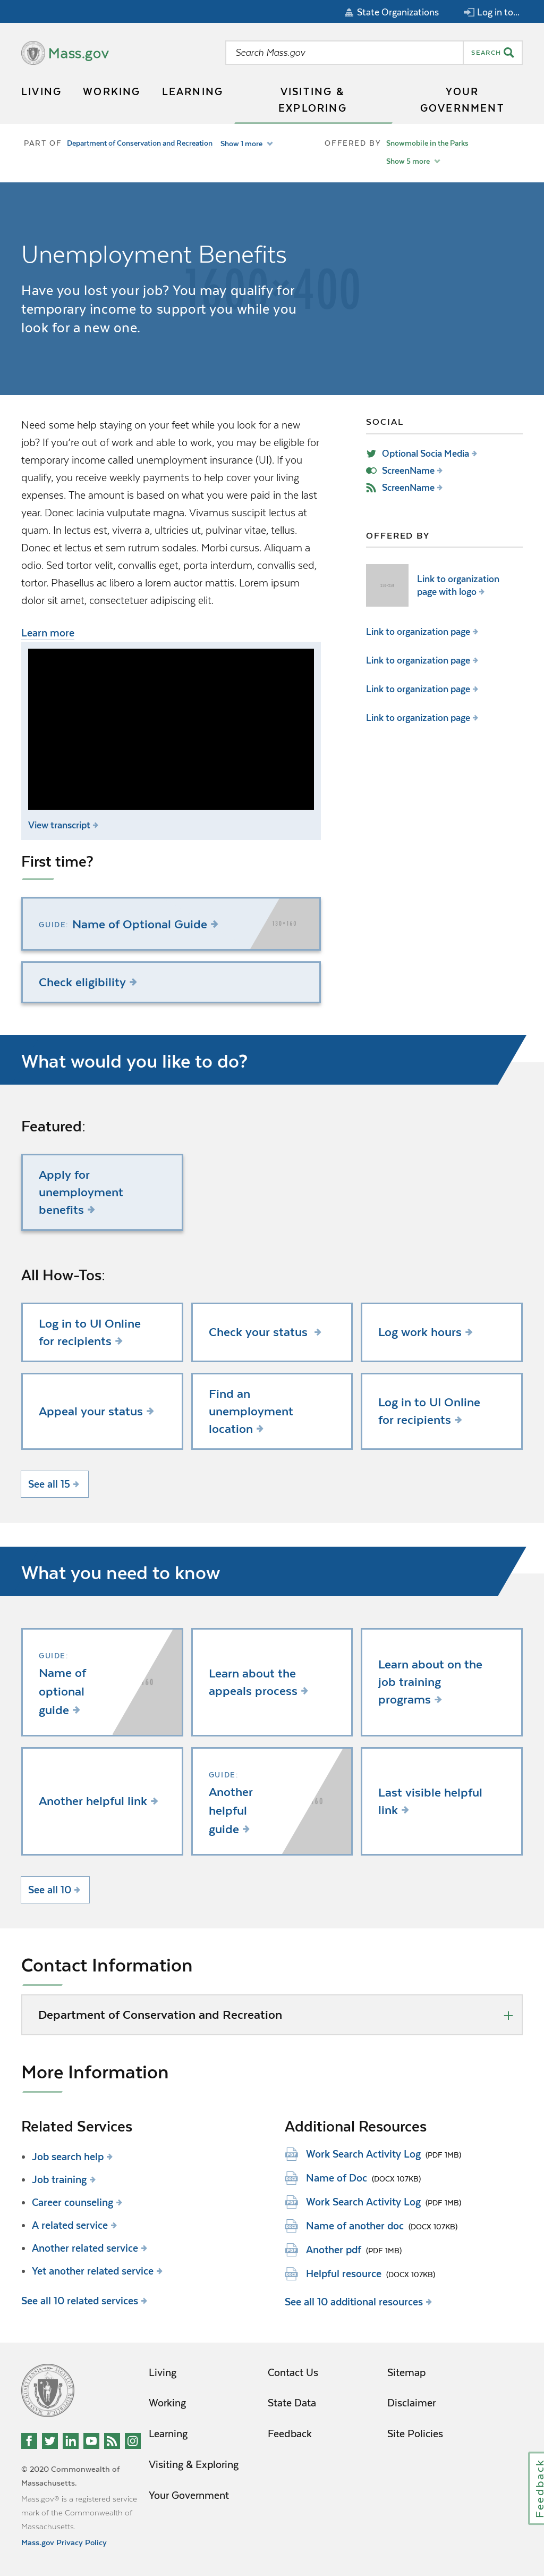 State Organizations Log in to...
Mass.gov Search Mass.gov SEARCH
LIVING WORKING LEARNING VISITING & EXPLORING YOUR GOVERNMENT
PART OF Department of Conservation and Recreation Show 1 more
OFFERED BY Snowmobile in the Parks
Show 5 more
1600×400
Unemployment Benefits
Have you lost your job? You may qualify for
temporary income to support you while you
look for a new one.
Need some help staying on your feet while you look for a new
job? If you're out of work and able to work, you may be eligible for
temporary income called unemployment insurance (UI). If you
qualify, you receive weekly payments to help cover your living
expenses. The amount is based on what you were paid in the last
year. Donec lacinia vulputate magna. Vivamus suscipit lectus at
quam. In lectus est, viverra a, ultricies ut, pulvinar vitae, tellus.
Donec et lectus et sem rutrum sodales. Morbi cursus. Aliquam a
odio. Sed tortor velit, convallis eget, porta interdum, convallis sed,
tortor. Phasellus ac libero a lorem auctor mattis. Lorem ipsum
dolor sit amet, consectetuer adipiscing elit.
Learn more
View transcript
SOCIAL
Optional Socia Media
ScreenName
ScreenName
OFFERED BY
Link to organization
page with logo
Link to organization page
Link to organization page
Link to organization page
Link to organization page
First time?
GUIDE: Name of Optional Guide
Check eligibility
What would you like to do?
Featured:
Apply for
unemployment
benefits
All How-Tos:
Log in to UI Online
for recipients
Check your status
Log work hours
Appeal your status
Find an
unemployment
location
Log in to UI Online
for recipients
See all 15
What you need to know
GUIDE:
Name of
optional
guide
Learn about the
appeals process
Learn about on the
job training
programs
Another helpful link
GUIDE:
Another
helpful
guide
Last visible helpful
link
See all 10
Contact Information
Department of Conservation and Recreation
More Information
Related Services
Job search help
Job training
Career counseling
A related service
Another related service
Yet another related service
See all 10 related services
Additional Resources
Work Search Activity Log (PDF 1MB)
Name of Doc (DOCX 107KB)
Work Search Activity Log (PDF 1MB)
Name of another doc (DOCX 107KB)
Another pdf (PDF 1MB)
Helpful resource (DOCX 107KB)
See all 10 additional resources
Living
Working
Learning
Visiting & Exploring
Your Government
Contact Us
State Data
Feedback
Sitemap
Disclaimer
Site Policies
© 2020 Commonwealth of
Massachusetts.
Mass.gov® is a registered service
mark of the Commonwealth of
Massachusetts.
Mass.gov Privacy Policy
Feedback